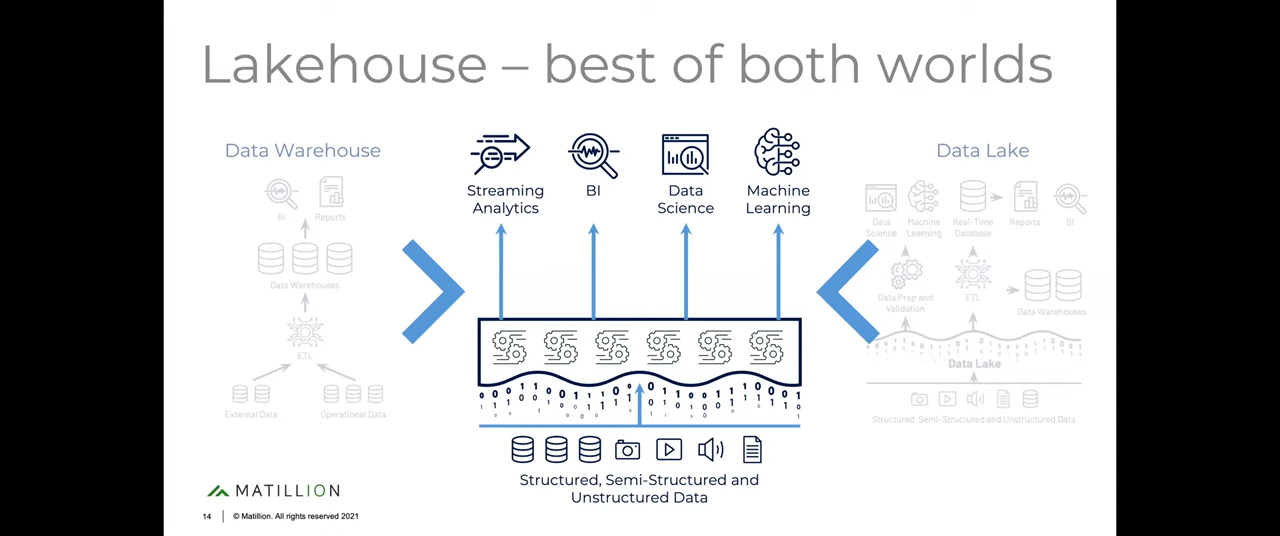 Lakehouse – best of both worlds
Data Warehouse
BI
Reports
Data Warehouses
ETL
External Data
Operational Data
Streaming
Analytics
BI
Data
Science
Machine
Learning
Structured, Semi-Structured and
Unstructured Data
Data Lake
Data
Science
Machine
Learning
Real-Time
Database
Reports
BI
Data Prep and
Validation
ETL
Data Warehouses
Data Lake
Structured, Semi-Structured and Unstructured Data
MATILLION
14
© Matillion. All rights reserved 2021